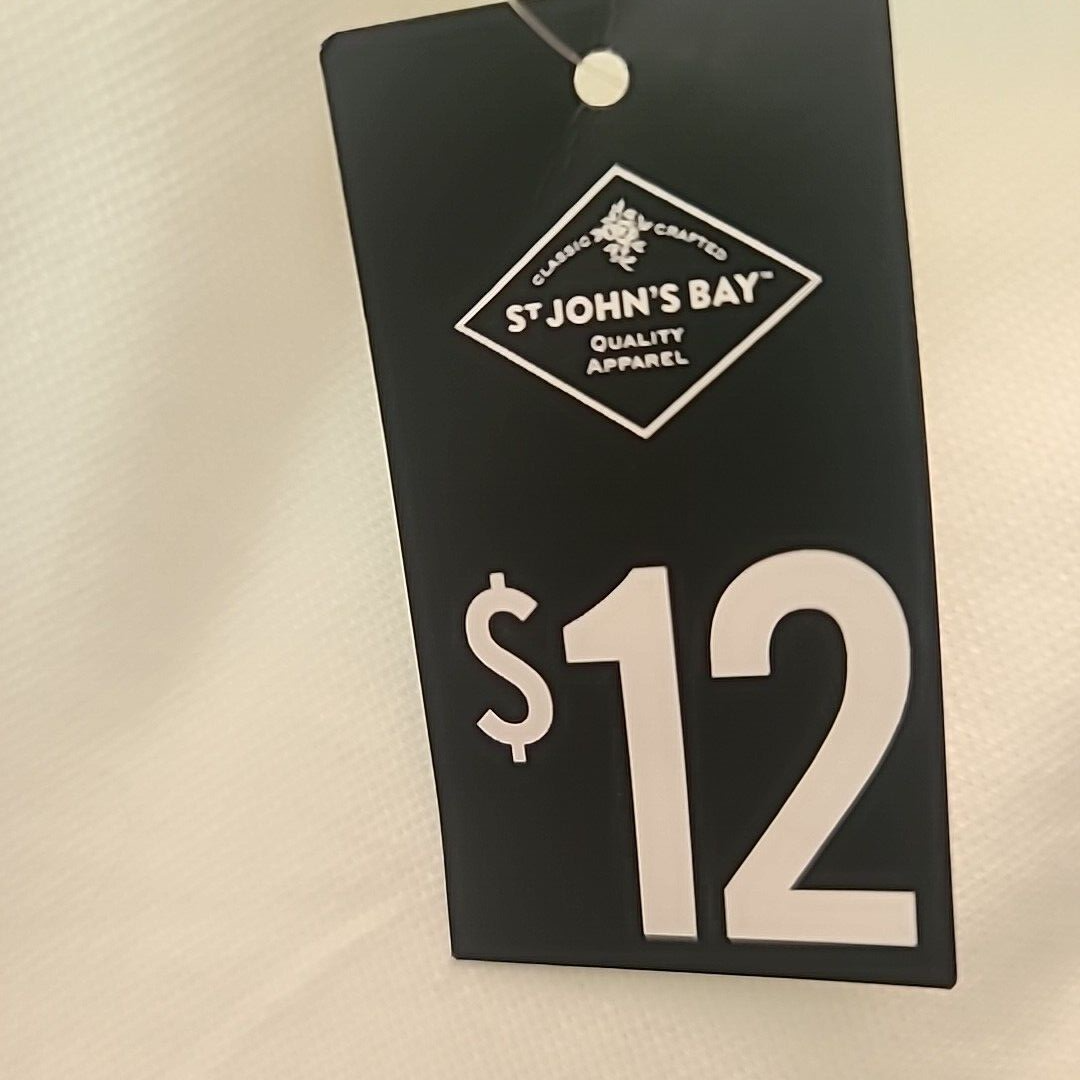 CLASSIC CRAFTED
ST JOHN'S BAY™
QUALITY
APPAREL
$12